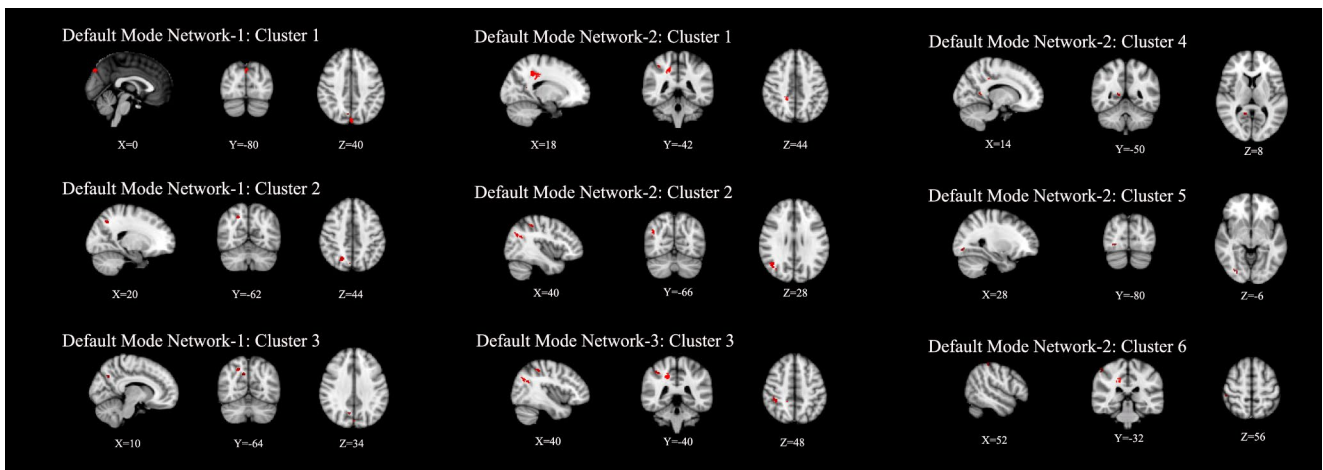 Default Mode Network-1: Cluster 1
X=0
Y=-80
Z=40
Default Mode Network-2: Cluster 1
X=18
Y=-42
Z=44
Default Mode Network-2: Cluster 4
X=14
Y=-50
Z=8
Default Mode Network-1: Cluster 2
X=20
Y=-62
Z=44
Default Mode Network-2: Cluster 2
X=40
Y=-66
Z=28
Default Mode Network-2: Cluster 5
X=28
Y=-80
Z=-6
Default Mode Network-1: Cluster 3
X=10
Y=-64
Z=34
Default Mode Network-3: Cluster 3
X=40
Y=-40
Z=48
Default Mode Network-2: Cluster 6
X=52
Y=-32
Z=56